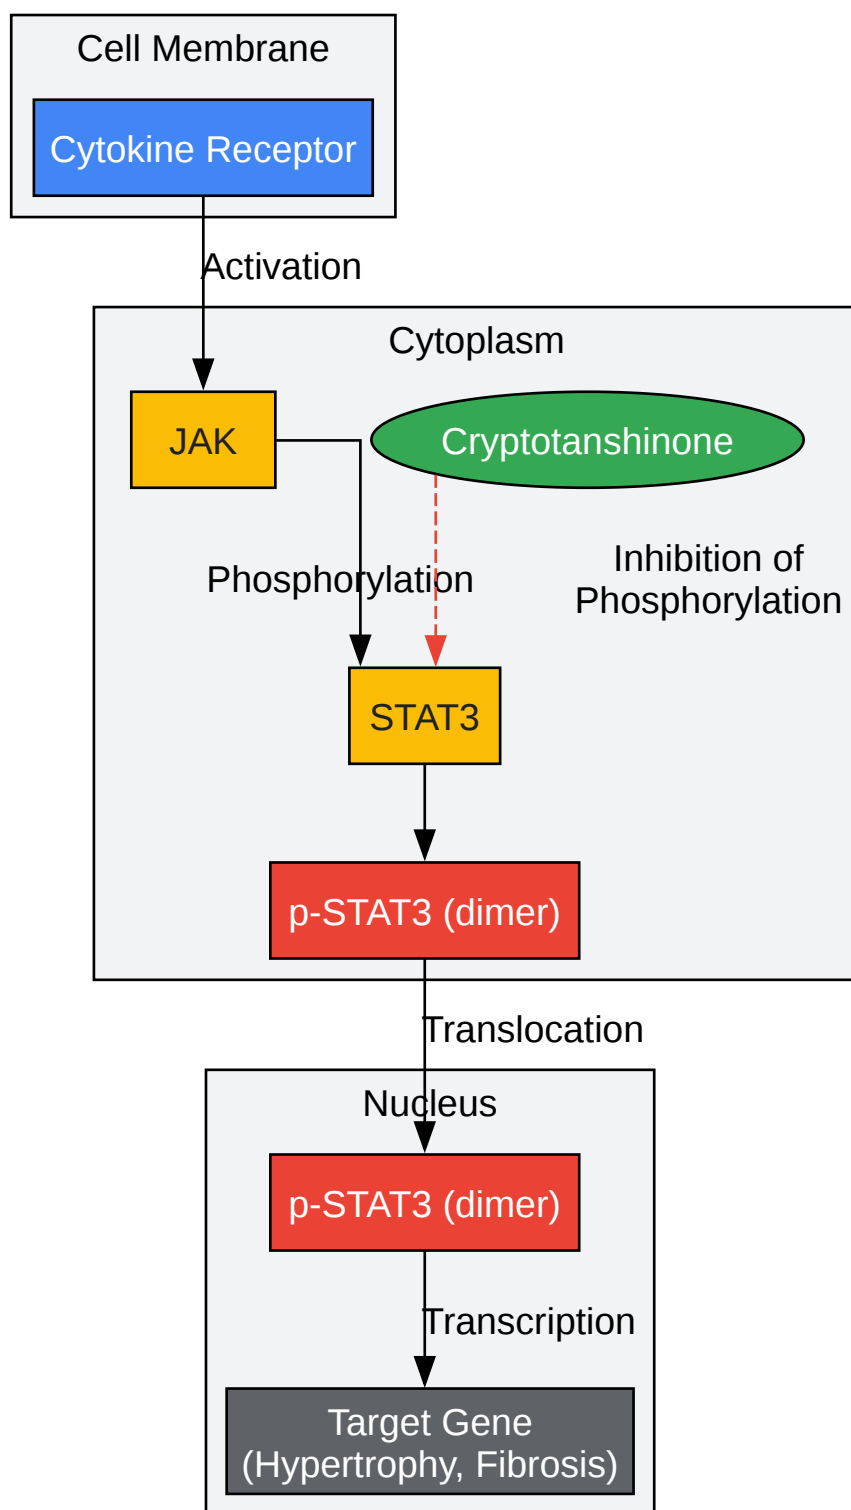 Cell Membrane
Cytokine Receptor
Activation
Cytoplasm
JAK
Cryptotanshinone
Phosphorylation
Inhibition of
Phosphorylation
STAT3
p-STAT3 (dimer)
Translocation
Nucleus
p-STAT3 (dimer)
Transcription
Target Gene
(Hypertrophy, Fibrosis)